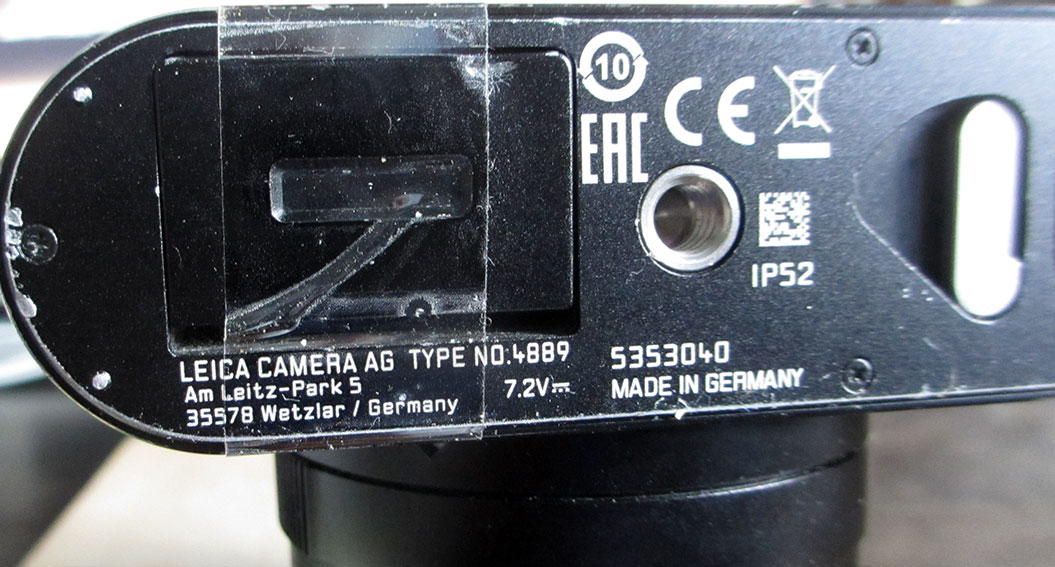 10
EAC CE
IP52
LEICA CAMERA AG TYPE NO.4889
Am Leitz-Park 5 7.2V⎓
35578 Wetzlar / Germany
5353040
MADE IN GERMANY